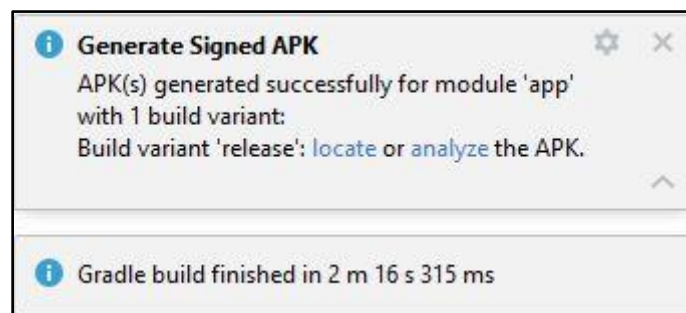 Generate Signed APK
APK(s) generated successfully for module 'app'
with 1 build variant:
Build variant 'release': locate or analyze the APK.
Gradle build finished in 2 m 16 s 315 ms